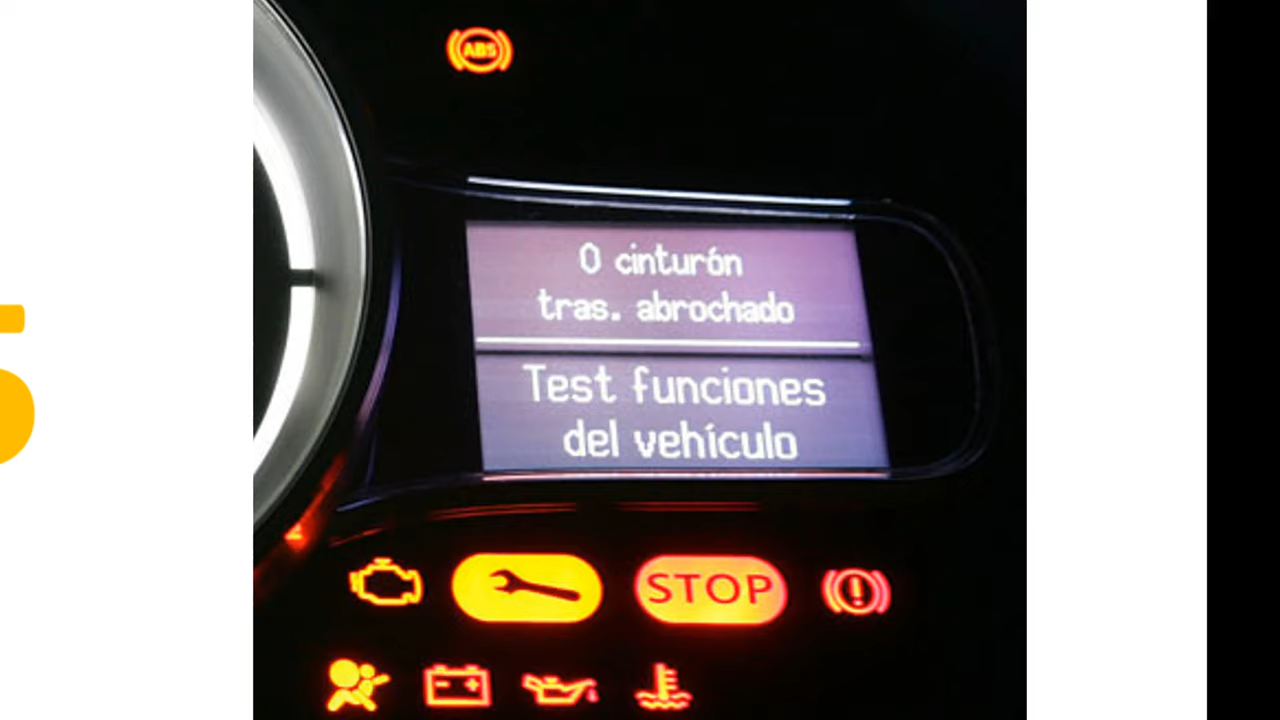 ABS
0 cinturón
tras. abrochado
Test funciones
del vehículo
STOP